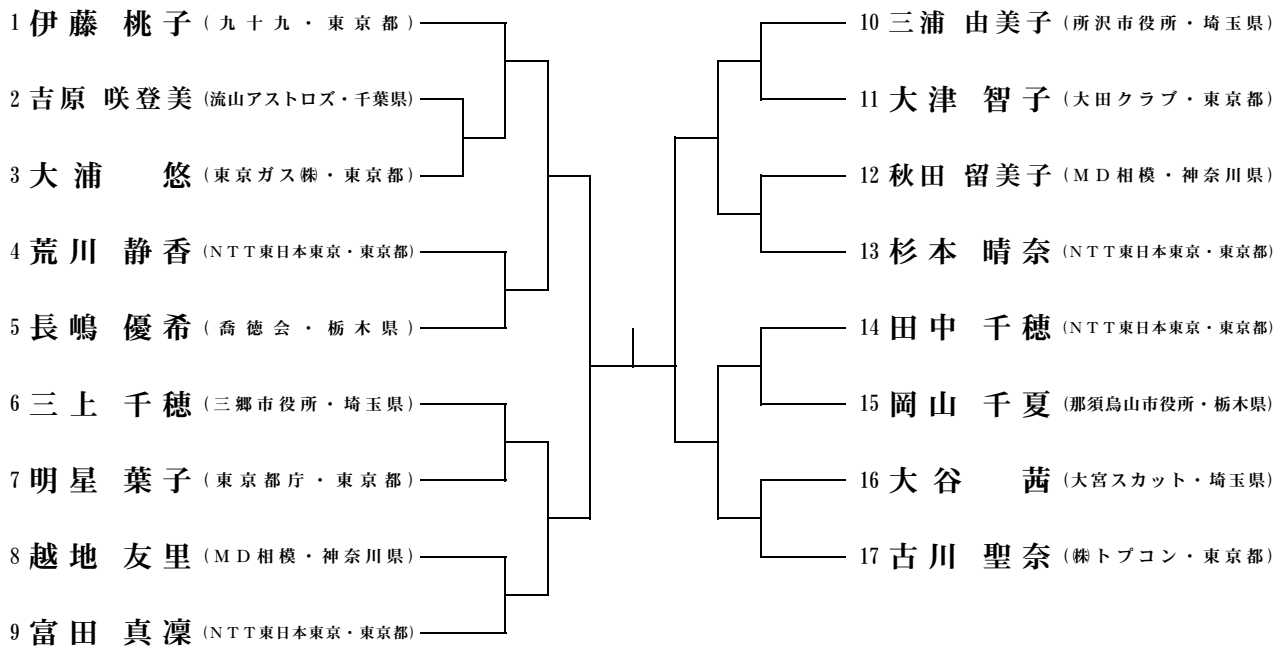 1 伊藤 桃子 (九十九・東京都)
2 吉原 咲登美 (流山アストロズ・千葉県)
3 大浦 悠 (東京ガス㈱・東京都)
4 荒川 静香 (NTT東日本東京・東京都)
5 長嶋 優希 (喬徳会・栃木県)
6 三上 千穂 (三郷市役所・埼玉県)
7 明星 葉子 (東京都庁・東京都)
8 越地 友里 (MD相模・神奈川県)
9 富田 真凜 (NTT東日本東京・東京都)
10 三浦 由美子 (所沢市役所・埼玉県)
11 大津 智子 (大田クラブ・東京都)
12 秋田 留美子 (MD相模・神奈川県)
13 杉本 晴奈 (NTT東日本東京・東京都)
14 田中 千穂 (NTT東日本東京・東京都)
15 岡山 千夏 (那須烏山市役所・栃木県)
16 大谷 茜 (大宮スカット・埼玉県)
17 古川 聖奈 (㈱トプコン・東京都)